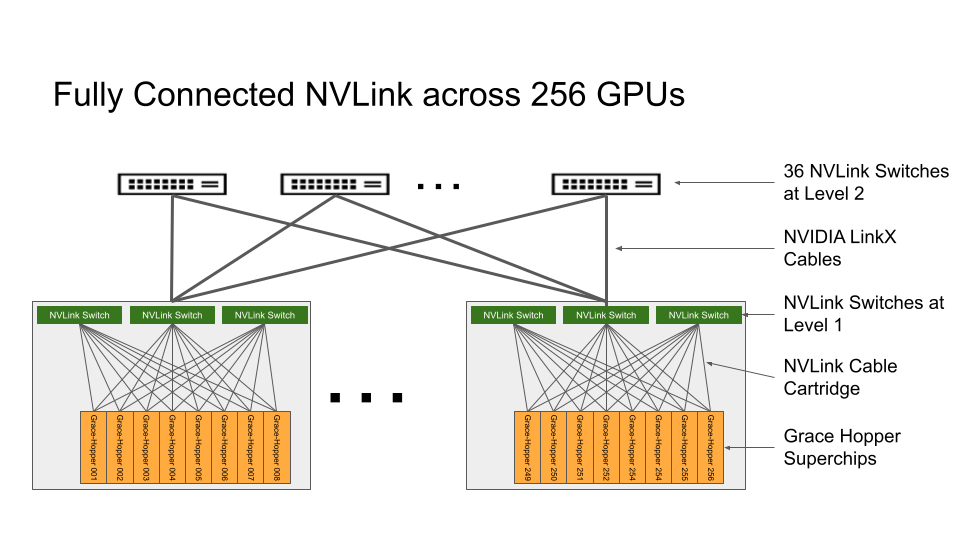 Fully Connected NVLink across 256 GPUs
36 NVLink Switches
at Level 2
NVIDIA LinkX
Cables
NVLink Switches at
Level 1
NVLink Cable
Cartridge
Grace Hopper
Superchips
NVLink Switch
NVLink Switch
NVLink Switch
NVLink Switch
NVLink Switch
NVLink Switch
Grace-Hopper 001
Grace-Hopper 002
Grace-Hopper 003
Grace-Hopper 004
Grace-Hopper 005
Grace-Hopper 006
Grace-Hopper 007
Grace-Hopper 008
Grace-Hopper 249
Grace-Hopper 250
Grace-Hopper 251
Grace-Hopper 252
Grace-Hopper 254
Grace-Hopper 254
Grace-Hopper 255
Grace-Hopper 256